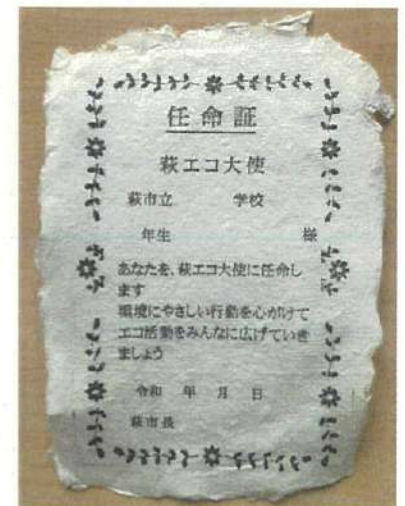 任命証
萩エコ大使
萩市立　　　学校
年生　　　　　　様
あなたを、萩エコ大使に任命し
ます
環境にやさしい行動を心がけて
エコ活動をみんなに広げていき
ましょう
令和　年　月　日
萩市長